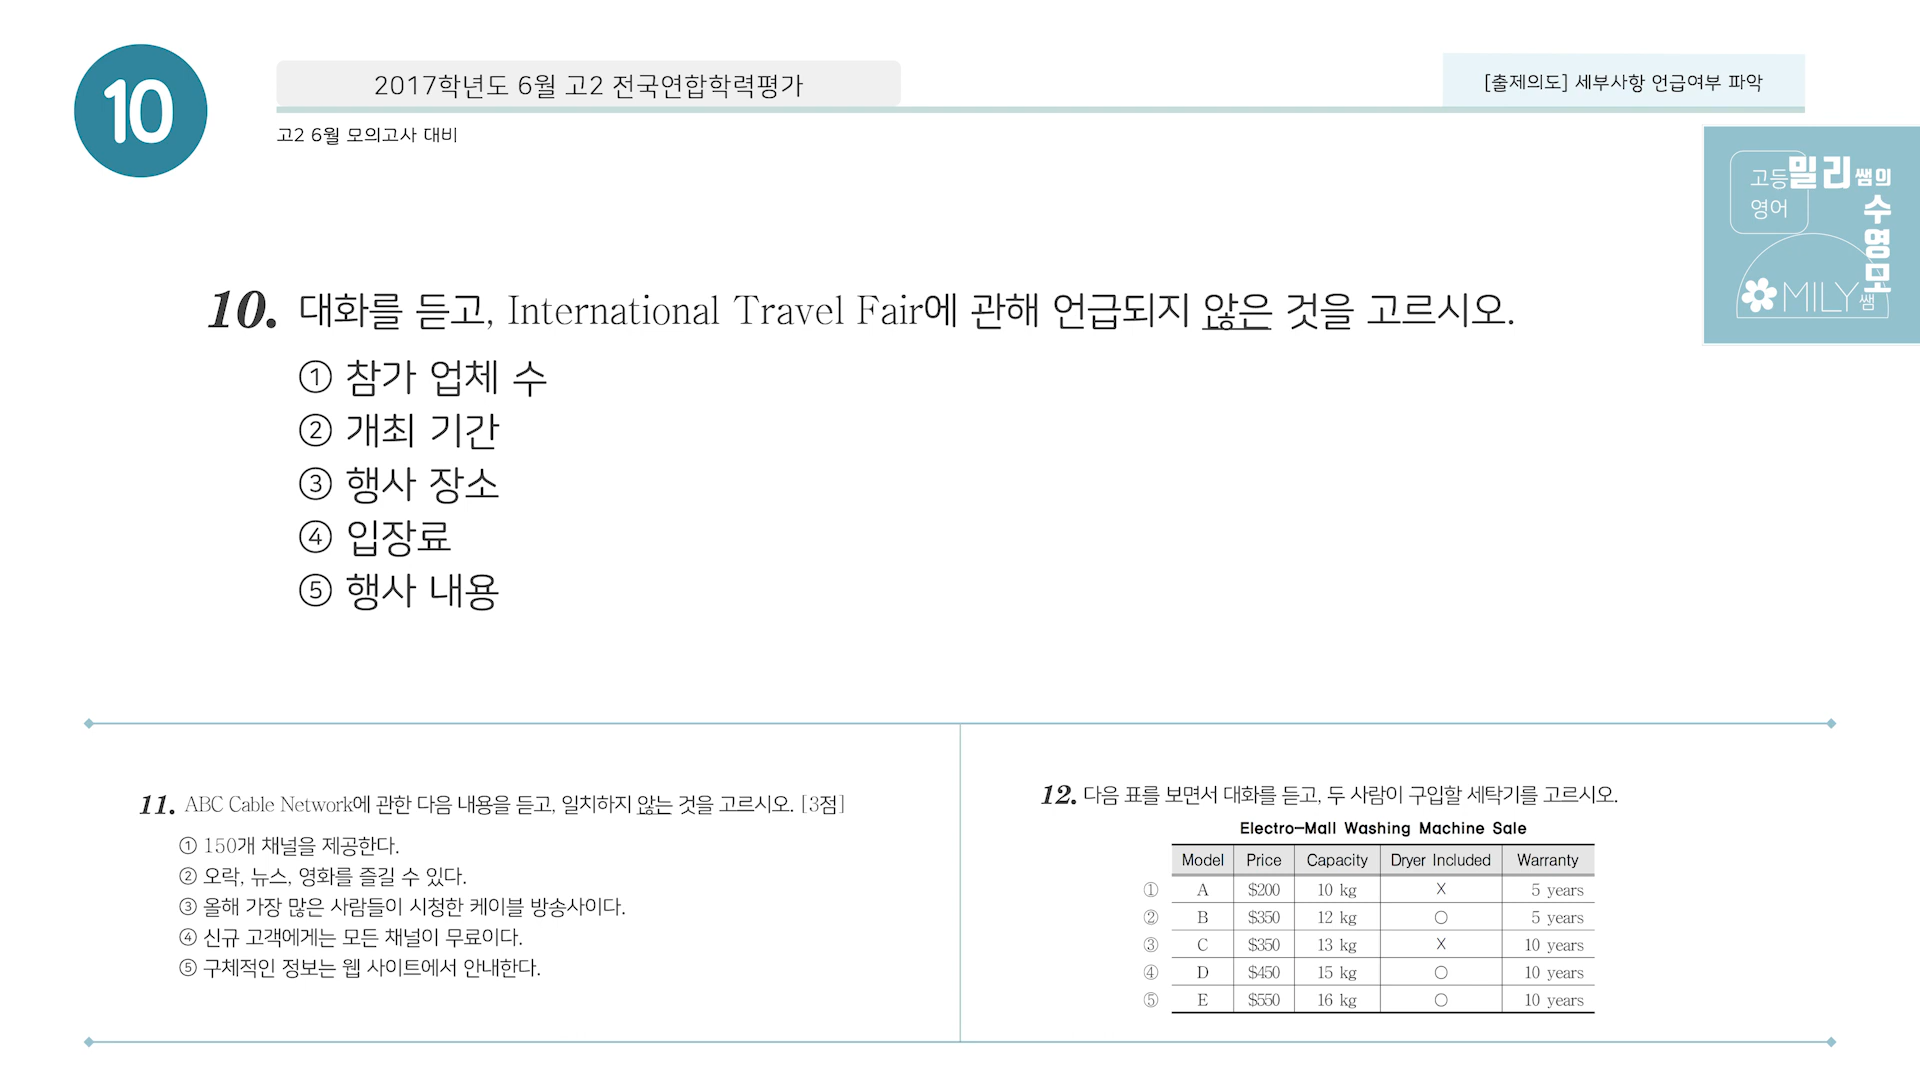 10
2017학년도 6월 고2 전국연합학력평가
[출제의도] 세부사항 언급여부 파악
고2 6월 모의고사 대비
고등 밀리쌤의
영어
수영모
MILY쌤
10. 대화를 듣고, International Travel Fair에 관해 언급되지 않은 것을 고르시오.
① 참가 업체 수
② 개최 기간
③ 행사 장소
④ 입장료
⑤ 행사 내용
11. ABC Cable Network에 관한 다음 내용을 듣고, 일치하지 않는 것을 고르시오. [3점]
① 150개 채널을 제공한다.
② 오락, 뉴스, 영화를 즐길 수 있다.
③ 올해 가장 많은 사람들이 시청한 케이블 방송사이다.
④ 신규 고객에게는 모든 채널이 무료이다.
⑤ 구체적인 정보는 웹 사이트에서 안내한다.
12. 다음 표를 보면서 대화를 듣고, 두 사람이 구입할 세탁기를 고르시오.
Electro-Mall Washing Machine Sale
Model Price Capacity Dryer Included Warranty
① A $200 10 kg X 5 years
② B $350 12 kg ○ 5 years
③ C $350 13 kg X 10 years
④ D $450 15 kg ○ 10 years
⑤ E $550 16 kg ○ 10 years